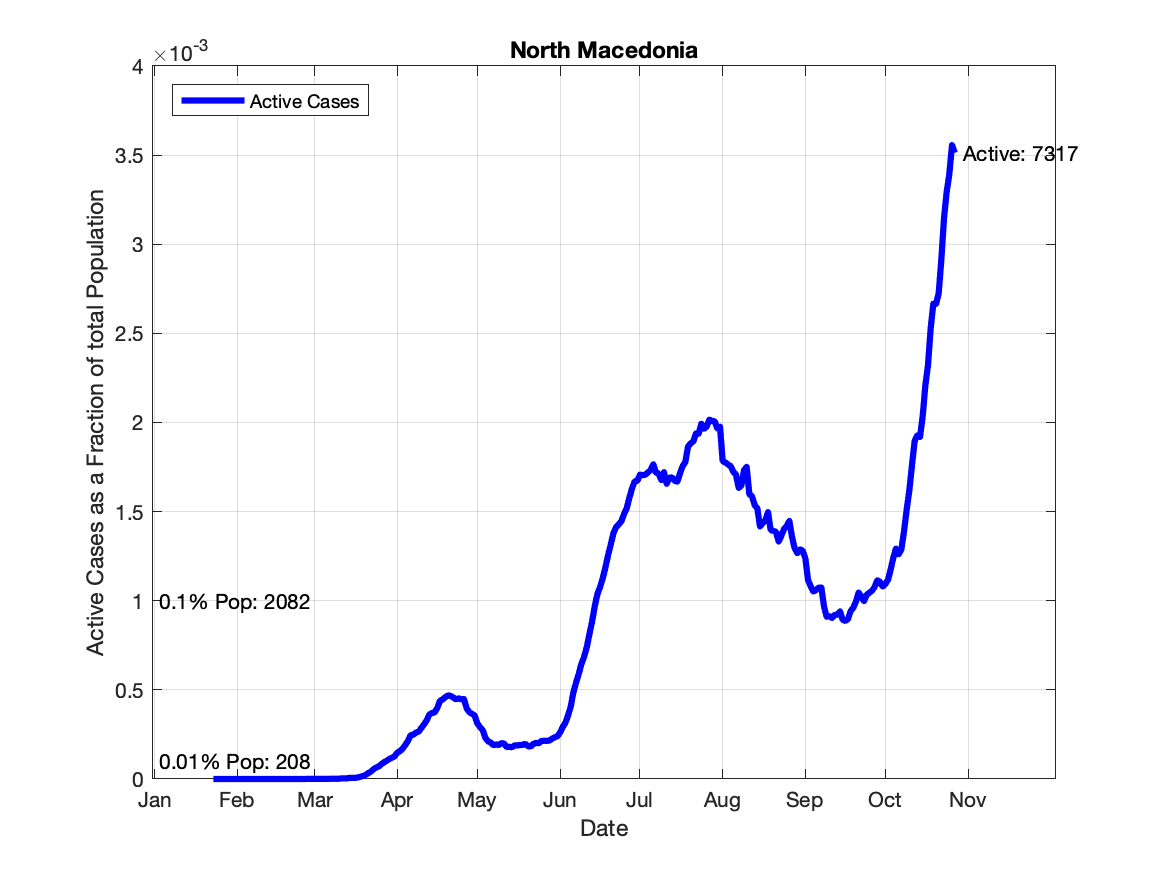 North Macedonia
×10-3
4
Active Cases
3.5
Active: 7317
3
2.5
2
1.5
1
0.1% Pop: 2082
0.5
0.01% Pop: 208
0
Active Cases as a Fraction of total Population
Jan Feb Mar Apr May Jun Jul Aug Sep Oct Nov
Date